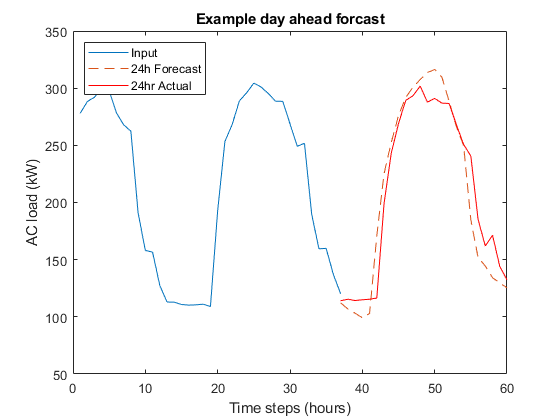 Example day ahead forcast
350
300
250
200
150
100
50
AC load (kW)
Input
24h Forecast
24hr Actual
0
10
20
30
40
50
60
Time steps (hours)